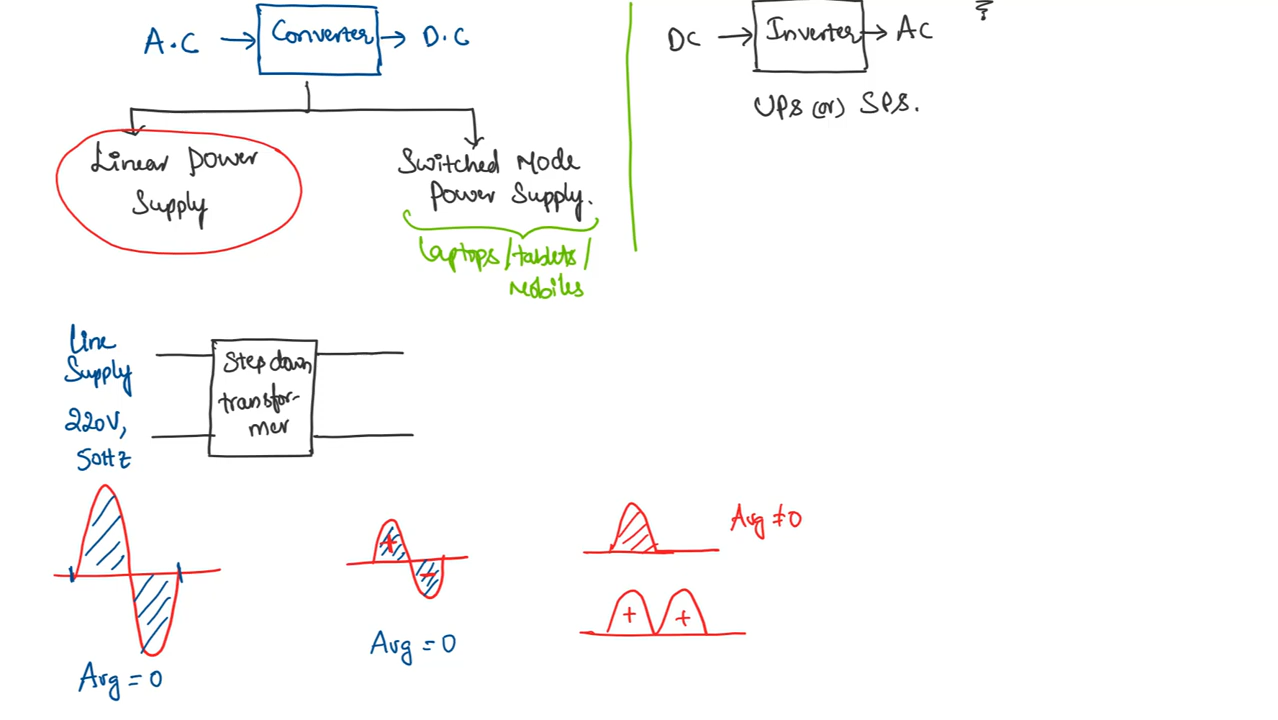 A.C → Converter → D.C
DC → Inverter → AC
UPS (or) SPS.
Linear Power
Supply
Switched Mode
Power Supply.
Laptops/tablets/
Mobiles
Line
Supply
220V,
50HZ
Step down
transfor-
mer
+
-
Avg = 0
Avg = 0
Avg ≠ 0
+ +